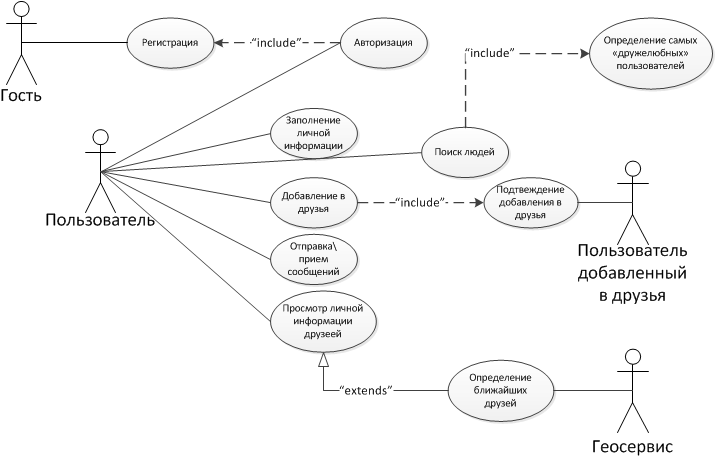 Регистрация
“include”
Авторизация
“include”
Определение самых
«дружелюбных»
пользователей
Гость
Заполнение
личной
информации
Поиск людей
Пользователь
Добавление в
друзья
“include”
Подтвеждение
добавления в
друзья
Пользователь
добавленный
в друзья
Отправка\
прием
сообщений
Просмотр личной
информации
друзеей
“extends”
Определение
ближайших
друзей
Геосервис